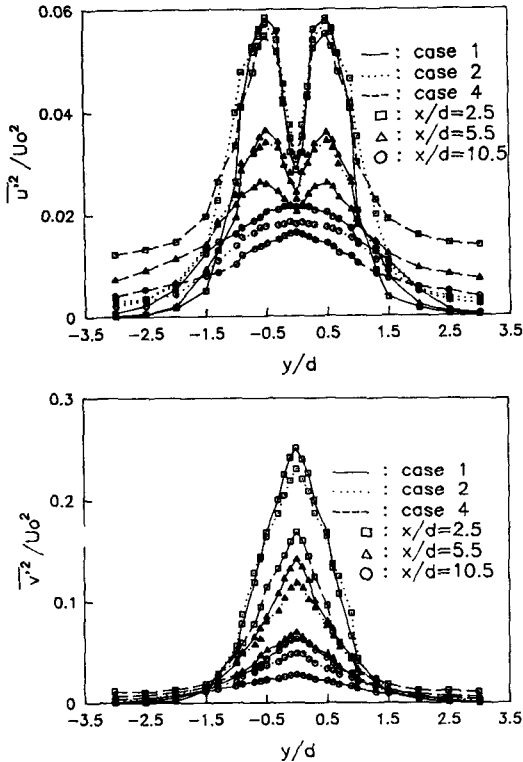 0.06
0.04
0.02
0
u'²/Uo²
— : case 1
····· : case 2
--- : case 4
□ : x/d=2.5
△ : x/d=5.5
○ : x/d=10.5
−3.5 −2.5 −1.5 −0.5 0.5 1.5 2.5 3.5
y/d
0.3
0.2
0.1
0
v'²/Uo²
— : case 1
····· : case 2
--- : case 4
□ : x/d=2.5
△ : x/d=5.5
○ : x/d=10.5
−3.5 −2.5 −1.5 −0.5 0.5 1.5 2.5 3.5
y/d